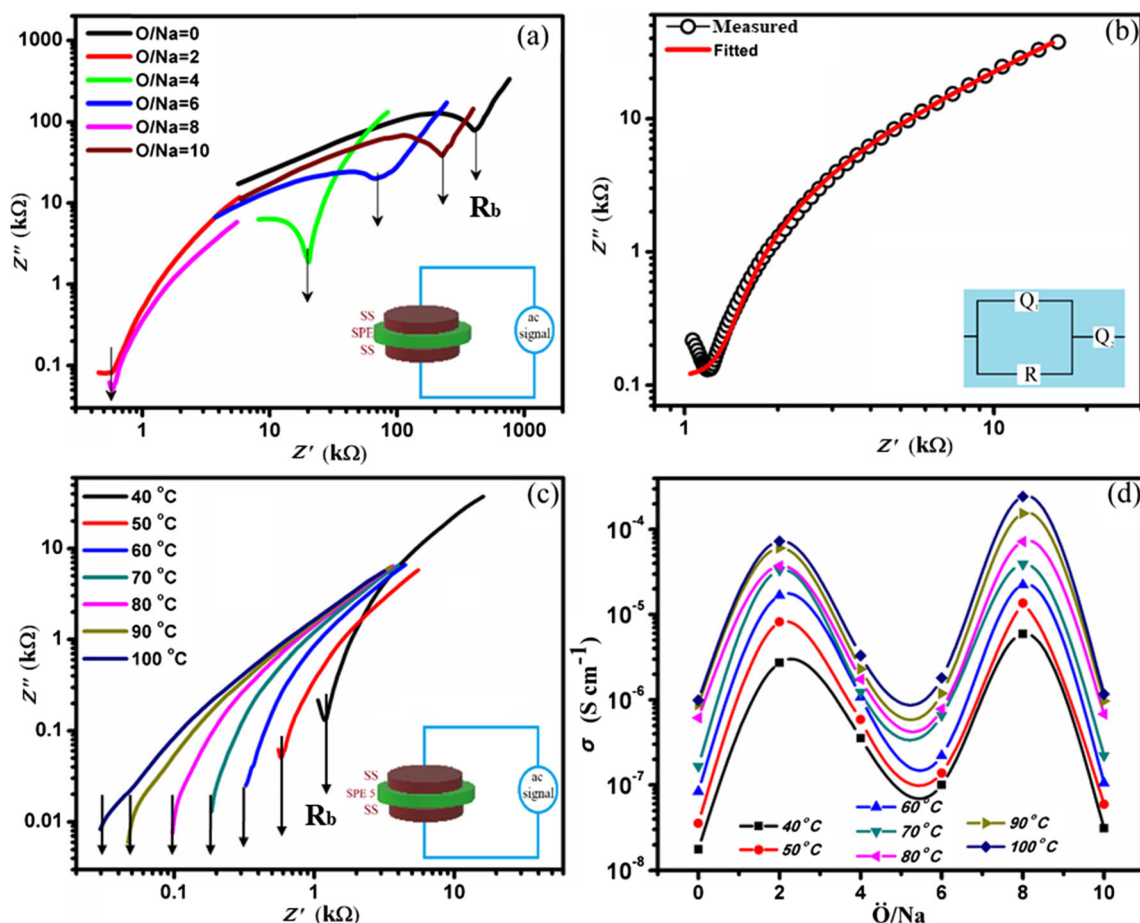 (a)
O/Na=0
O/Na=2
O/Na=4
O/Na=6
O/Na=8
O/Na=10
1000
100
10
1
0.1
Z″ (kΩ)
R_b
SS
SPE
SS
ac
signal
1 10 100 1000
Z′ (kΩ)
(b)
Measured
Fitted
10
1
0.1
Z″ (kΩ)
Q₁
Q₂
R
1 10
Z′ (kΩ)
(c)
40 °C
50 °C
60 °C
70 °C
80 °C
90 °C
100 °C
10
1
0.1
0.01
Z″ (kΩ)
R_b
SS
SPE 5
SS
ac
signal
0.1 1 10
Z′ (kΩ)
(d)
10⁻⁴
10⁻⁵
10⁻⁶
10⁻⁷
10⁻⁸
σ (S cm⁻¹)
40°C
50°C
60°C
70°C
80°C
90°C
100°C
0 2 4 6 8 10
Ö/Na